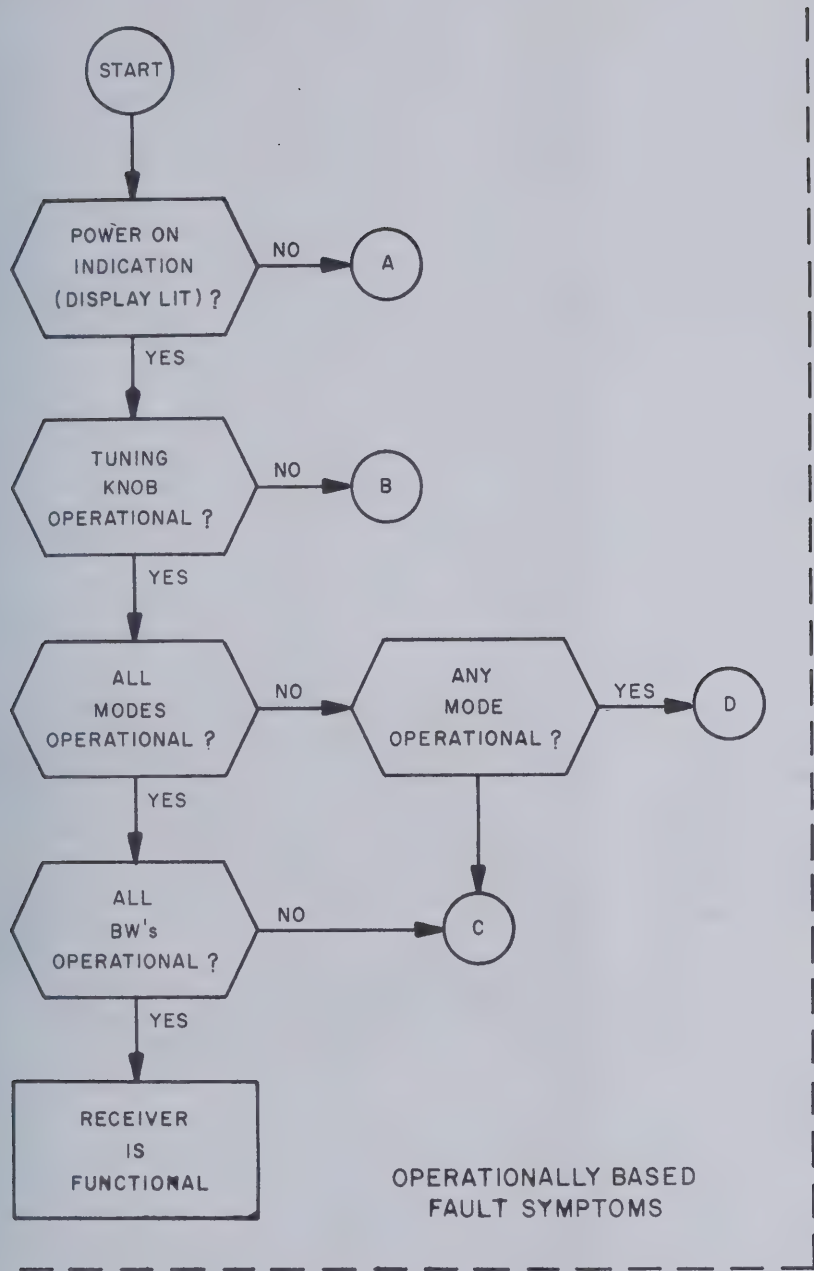 START
POWER ON
INDICATION
(DISPLAY LIT) ?
NO
A
YES
TUNING
KNOB
OPERATIONAL ?
NO
B
YES
ALL
MODES
OPERATIONAL ?
NO
ANY
MODE
OPERATIONAL ?
YES
D
YES
ALL
BW's
OPERATIONAL ?
NO
C
YES
RECEIVER
IS
FUNCTIONAL
OPERATIONALLY BASED
FAULT SYMPTOMS